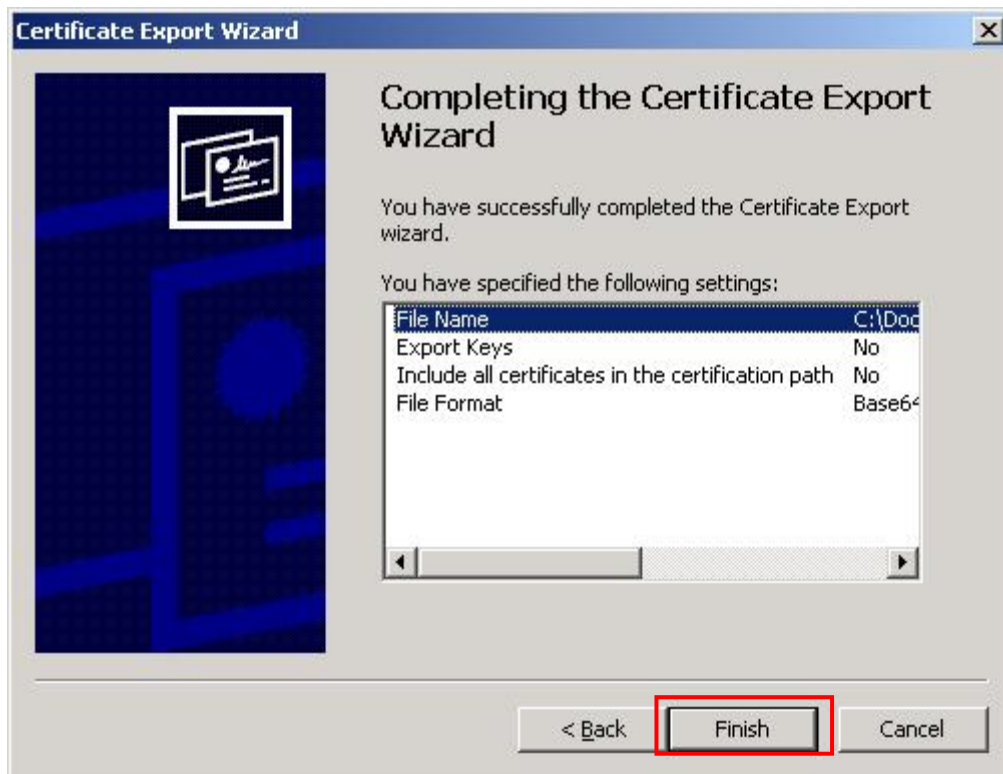 Certificate Export Wizard
Completing the Certificate Export
Wizard
You have successfully completed the Certificate Export
wizard.
You have specified the following settings:
File Name C:\Doc
Export Keys No
Include all certificates in the certification path No
File Format Base64
< Back Finish Cancel